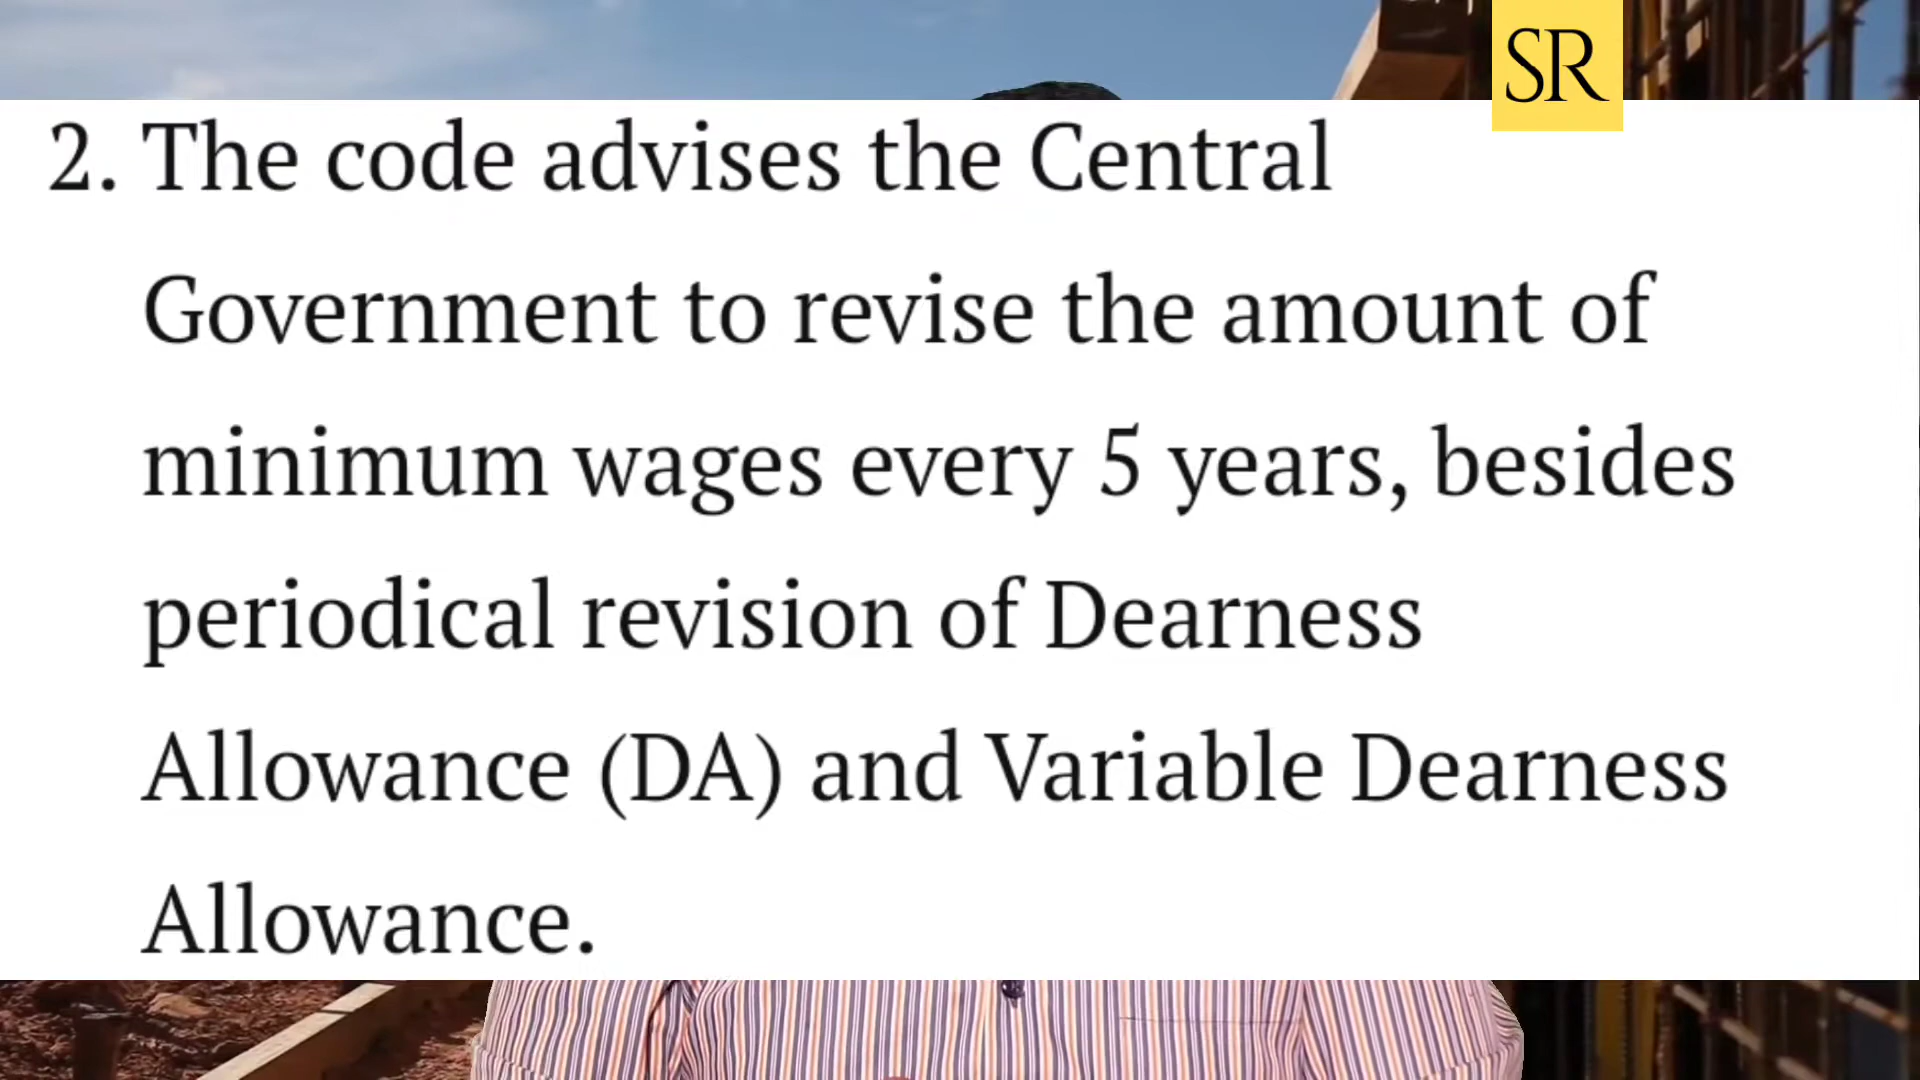 SR
2. The code advises the Central
Government to revise the amount of
minimum wages every 5 years, besides
periodical revision of Dearness
Allowance (DA) and Variable Dearness
Allowance.